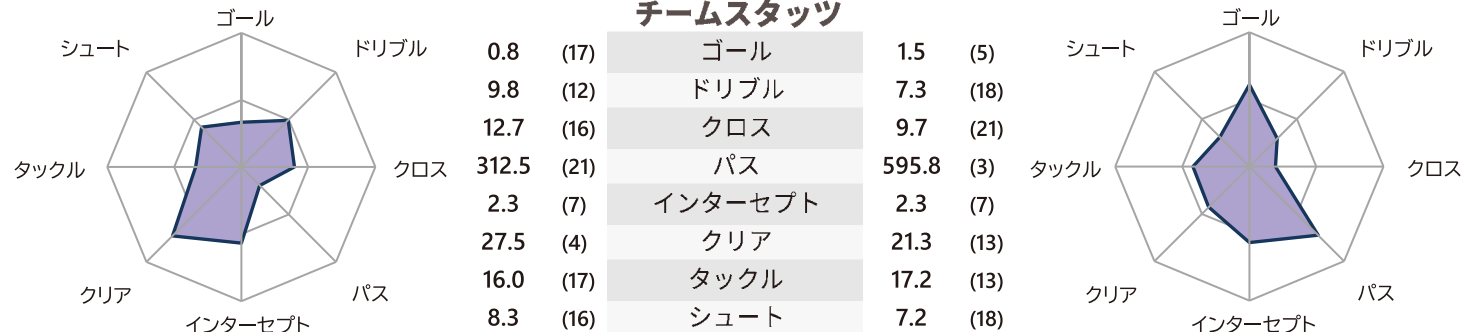 チームスタッツ
ゴール
シュート
ドリブル
タックル
クロス
クリア
パス
インターセプト
0.8 (17) ゴール 1.5 (5)
9.8 (12) ドリブル 7.3 (18)
12.7 (16) クロス 9.7 (21)
312.5 (21) パス 595.8 (3)
2.3 (7) インターセプト 2.3 (7)
27.5 (4) クリア 21.3 (13)
16.0 (17) タックル 17.2 (13)
8.3 (16) シュート 7.2 (18)
ゴール
シュート
ドリブル
タックル
クロス
クリア
パス
インターセプト